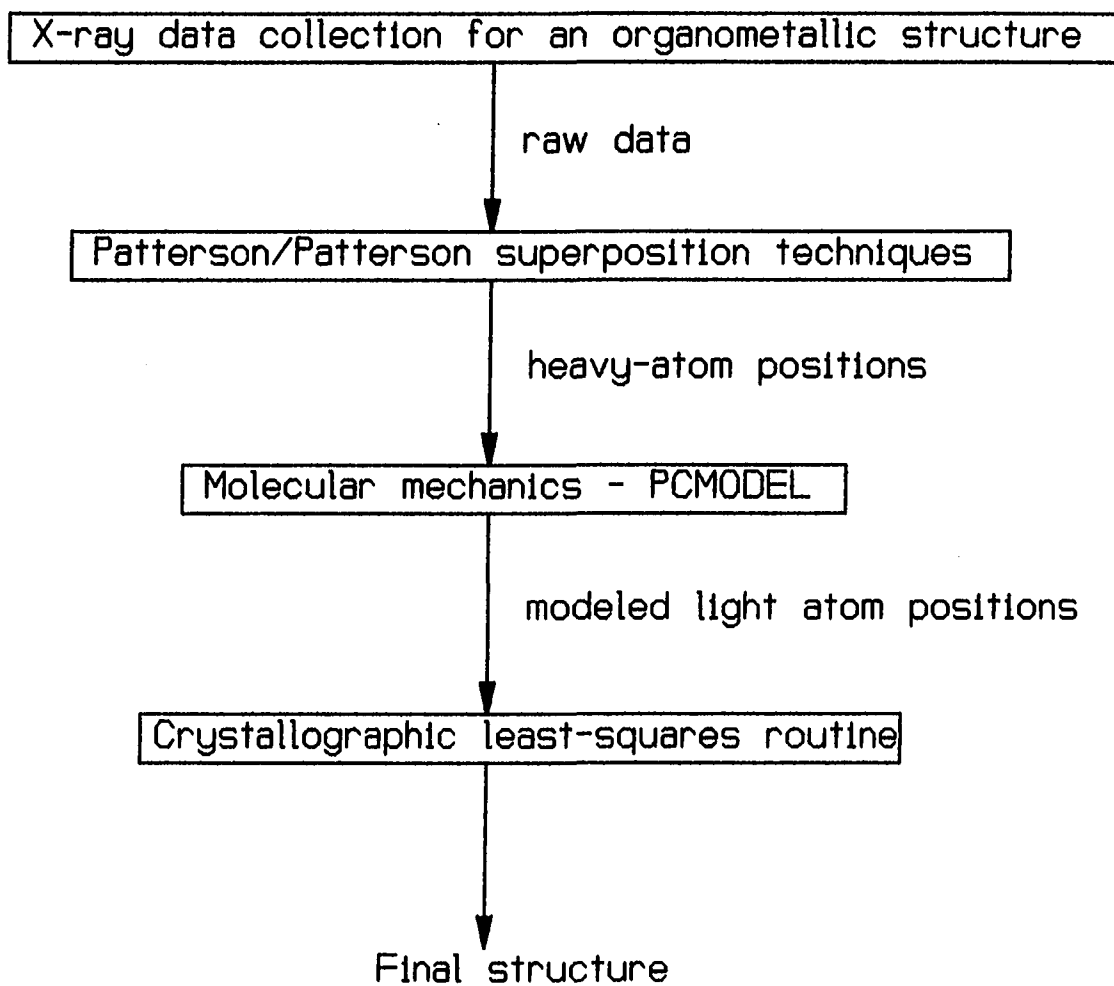 X-ray data collection for an organometallic structure
raw data
Patterson/Patterson superposition techniques
heavy-atom positions
Molecular mechanics - PCMODEL
modeled light atom positions
Crystallographic least-squares routine
Final structure